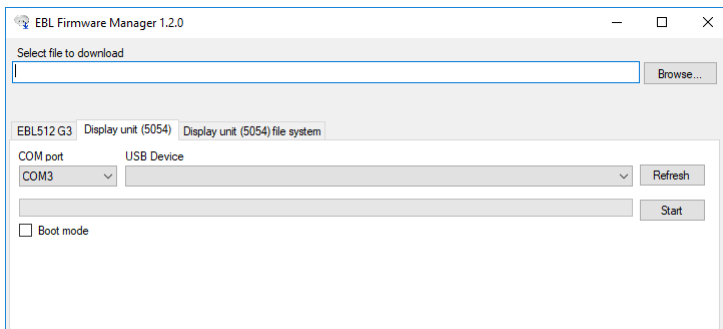 EBL Firmware Manager 1.2.0
Select file to download
Browse...
EBL512 G3 Display unit (5054) Display unit (5054) file system
COM port USB Device
COM3 Refresh
Start
Boot mode